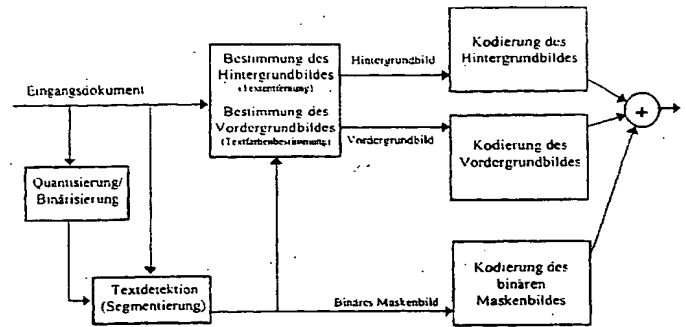 Eingangsdokument
Quantisierung/
Binärisierung
Textdetektion
(Segmentierung)
Bestimmung des
Hintergrundbildes
(Textentfernung)
Bestimmung des
Vordergrundbildes
(Textfarbenbestimmung)
Hintergrundbild
Vordergrundbild
Binäres Maskenbild
Kodierung des
Hintergrundbildes
Kodierung des
Vordergrundbildes
Kodierung des
binären
Maskenbildes
+